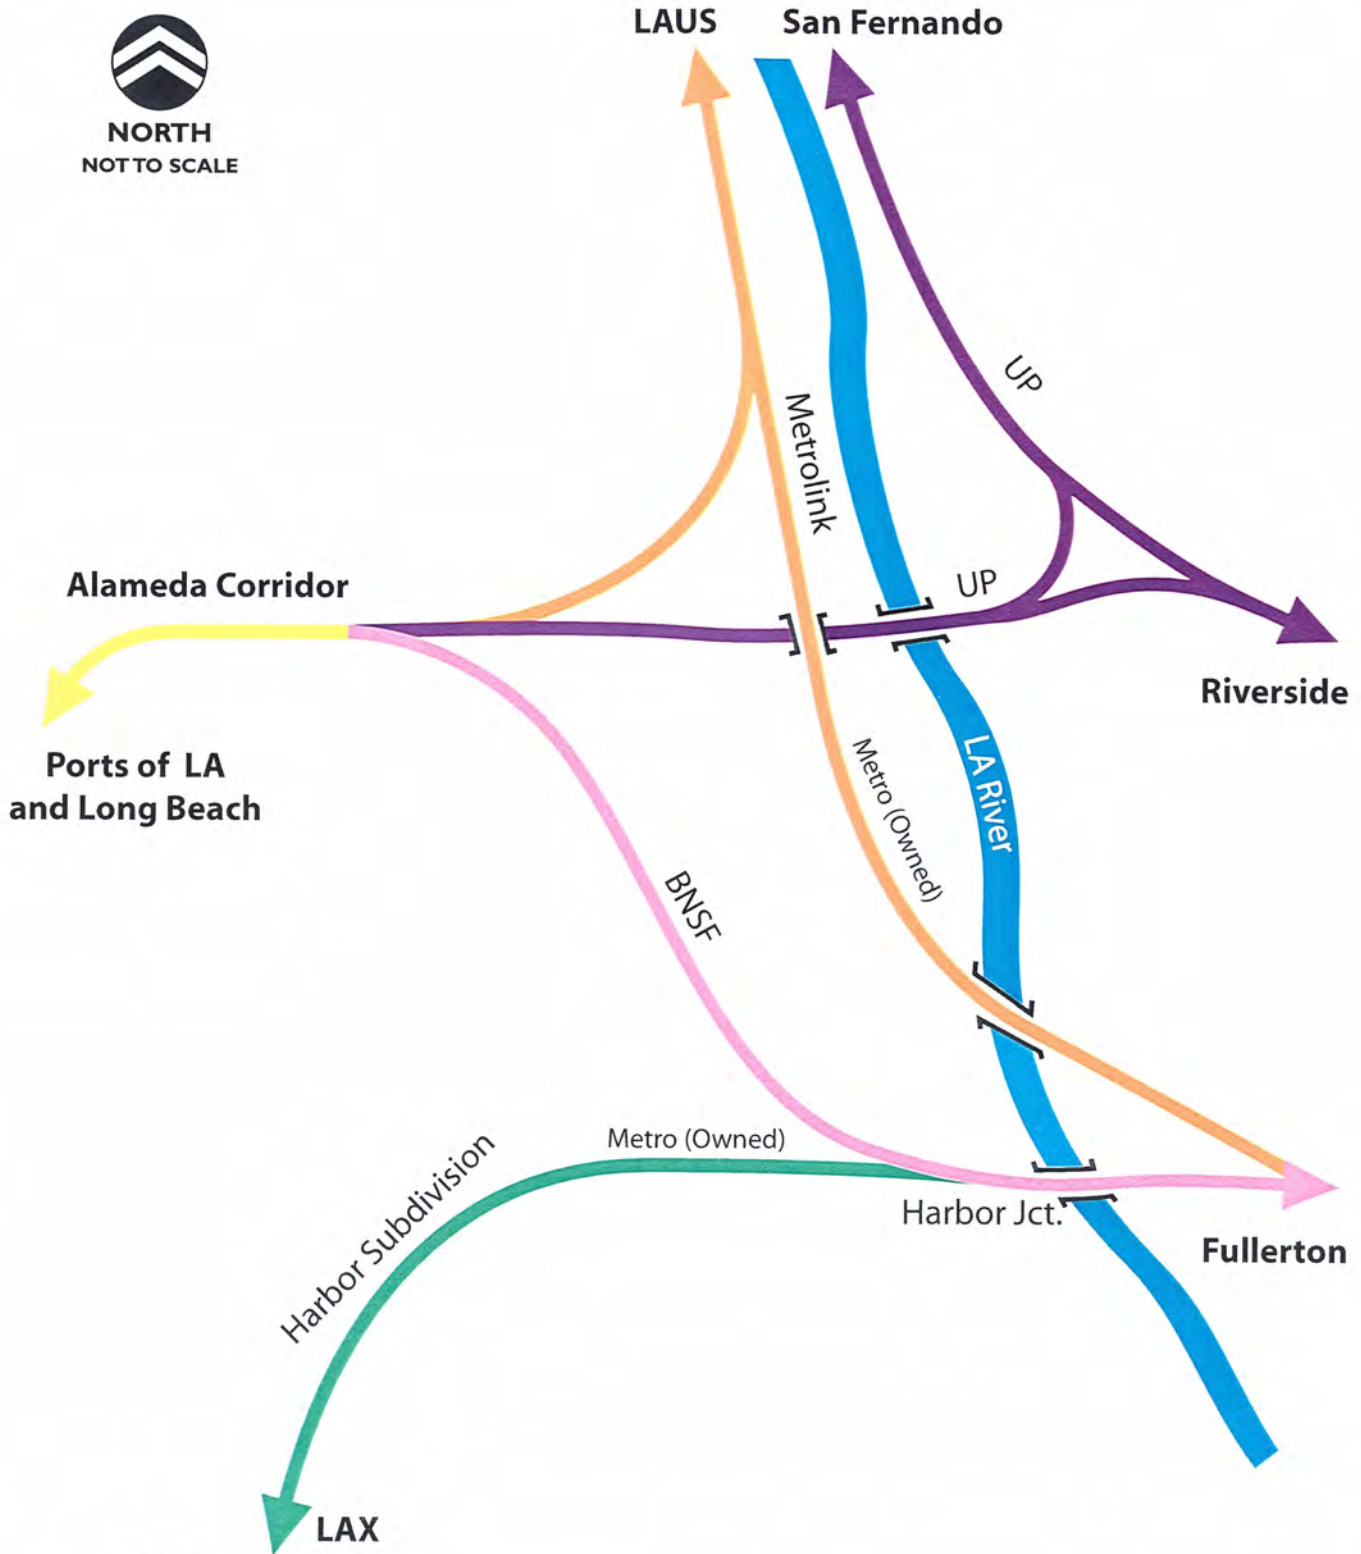 LAUS
San Fernando
NORTH
NOT TO SCALE
UP
Metrolink
Alameda Corridor
UP
Riverside
Ports of LA
and Long Beach
LA River
Metro (Owned)
BNSF
Metro (Owned)
Harbor Subdivision
Harbor Jct.
Fullerton
LAX